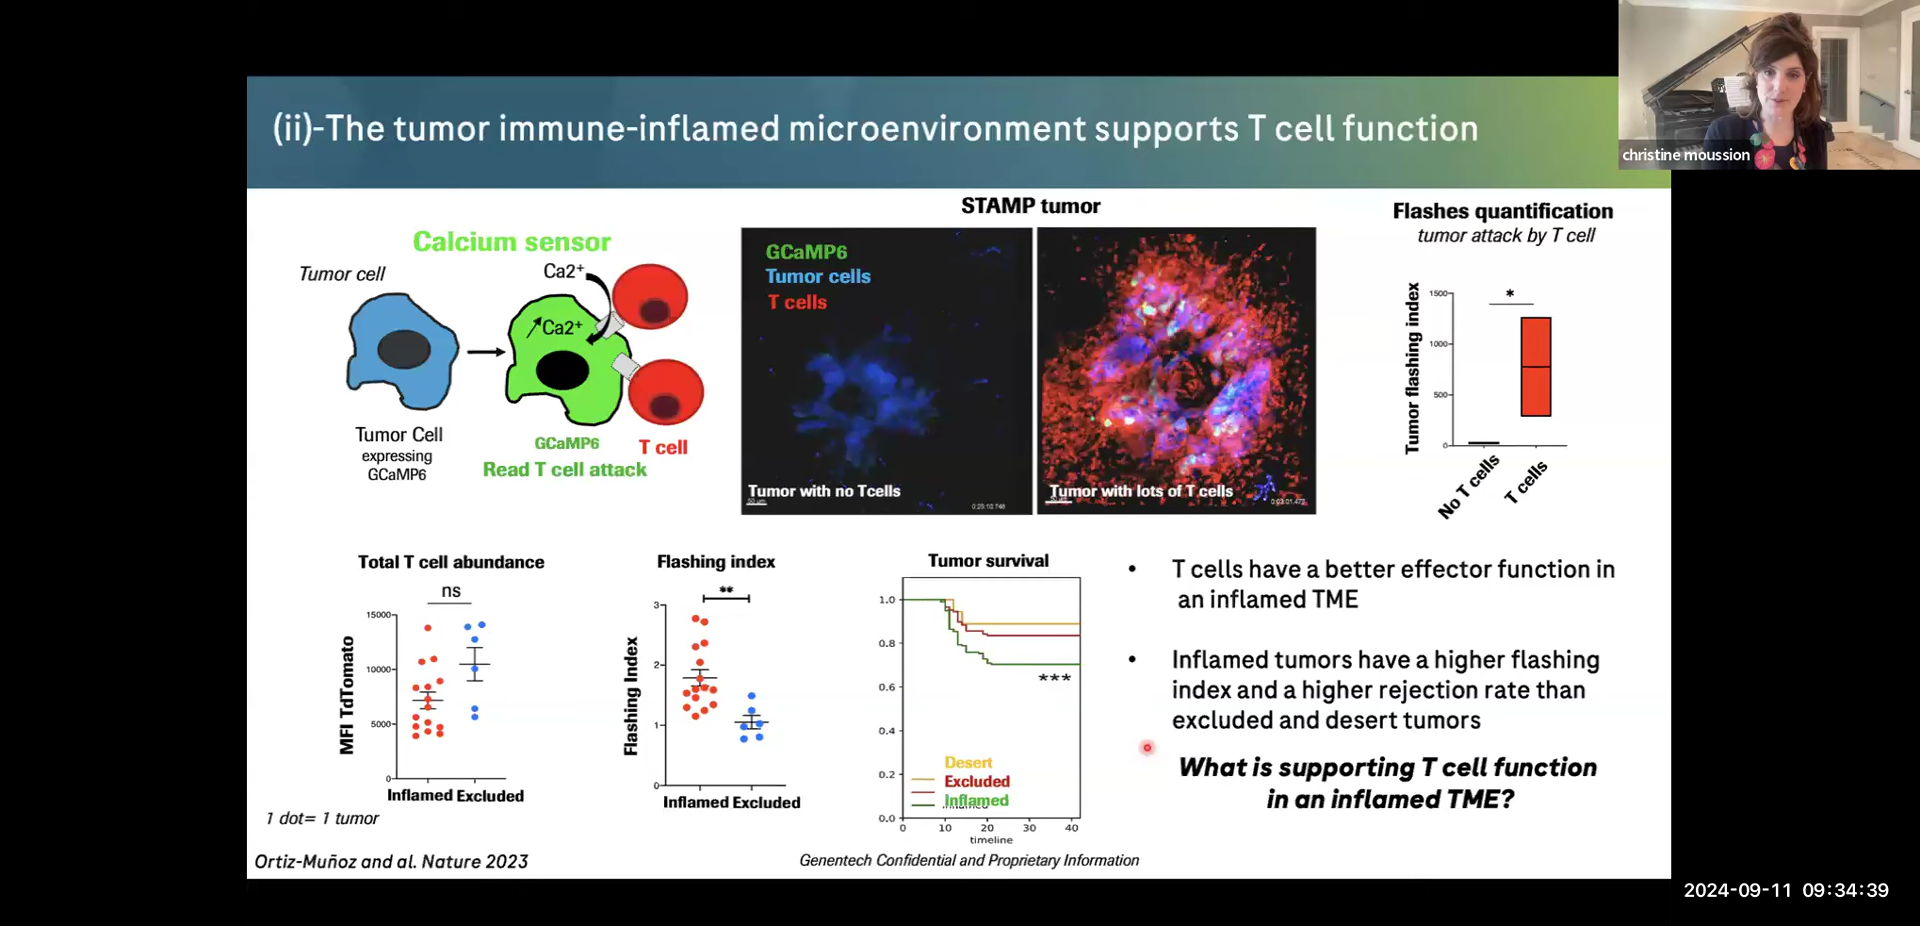 christine moussion
(ii)-The tumor immune-inflamed microenvironment supports T cell function
Calcium sensor
Tumor cell
Ca2+
Ca2+
Tumor Cell
expressing
GCaMP6
GCaMP6
T cell
Read T cell attack
STAMP tumor
GCaMP6
Tumor cells
T cells
Tumor with no Tcells
Tumor with lots of T cells
Flashes quantification
tumor attack by T cell
Tumor flashing index
1500
1000
500
0
*
No T cells
T cells
Total T cell abundance
ns
MFI TdTomato
15000
10000
5000
0
Inflamed Excluded
1 dot= 1 tumor
Flashing index
**
Flashing Index
3
2
1
0
Inflamed Excluded
Tumor survival
1.0
0.8
0.6
0.4
0.2
0.0
***
Desert
Excluded
Inflamed
0 10 20 30 40
timeline
• T cells have a better effector function in
an inflamed TME
• Inflamed tumors have a higher flashing
index and a higher rejection rate than
excluded and desert tumors
What is supporting T cell function
in an inflamed TME?
Ortiz-Muñoz and al. Nature 2023
Genentech Confidential and Proprietary Information
2024-09-11 09:34:39